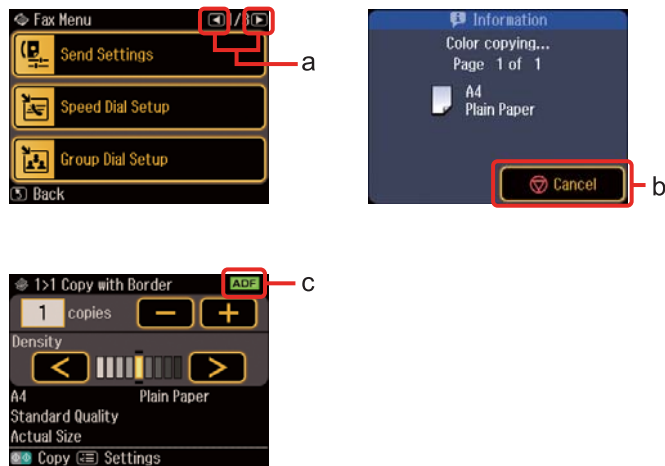 Fax Menu
/3
a
Send Settings
Speed Dial Setup
Group Dial Setup
Back
Information
Color copying...
Page 1 of 1
A4
Plain Paper
Cancel
b
1>1 Copy with Border
ADF
c
1 copies
Density
A4 Plain Paper
Standard Quality
Actual Size
Copy Settings